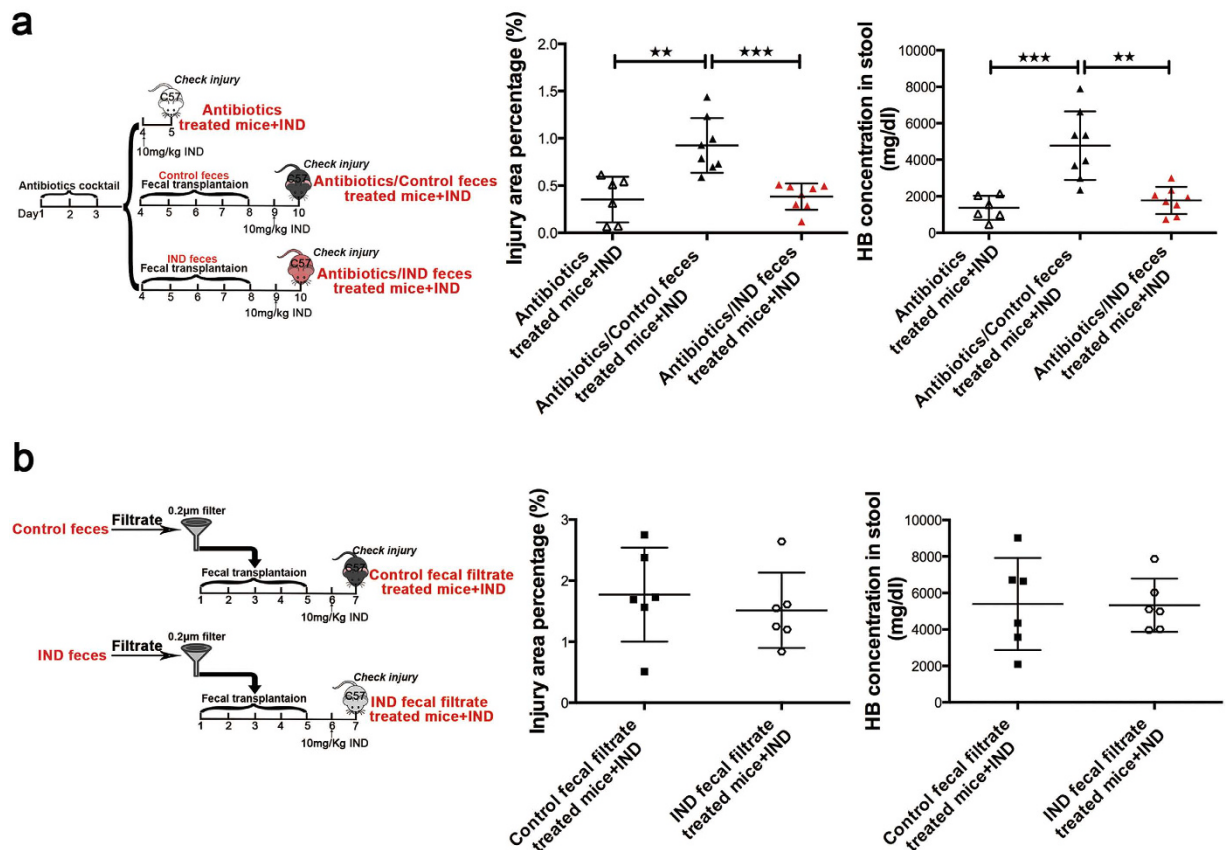 a
Check injury
C57
Antibiotics
treated mice+IND
4 5
10mg/kg IND
Antibiotics cocktail
Day1 2 3
Control feces
Fecal transplantaion
4 5 6 7 8 9 10
10mg/kg IND
Check injury
C57
Antibiotics/Control feces
treated mice+IND
IND feces
Fecal transplantaion
4 5 6 7 8 9 10
10mg/kg IND
Check injury
C57
Antibiotics/IND feces
treated mice+IND
Injury area percentage (%)
2.0
1.5
1.0
0.5
0.0
★★ ★★★
Antibiotics
treated mice+IND
Antibiotics/Control feces
treated mice+IND
Antibiotics/IND feces
treated mice+IND
HB concentration in stool
(mg/dl)
10000
8000
6000
4000
2000
0
★★★ ★★
Antibiotics
treated mice+IND
Antibiotics/Control feces
treated mice+IND
Antibiotics/IND feces
treated mice+IND
b
Control feces
Filtrate
0.2μm filter
Fecal transplantaion
1 2 3 4 5 6 7
10mg/Kg IND
Check injury
C57
Control fecal filtrate
treated mice+IND
IND feces
Filtrate
0.2μm filter
Fecal transplantaion
1 2 3 4 5 6 7
10mg/Kg IND
Check injury
C57
IND fecal filtrate
treated mice+IND
Injury area percentage (%)
3
2
1
0
Control fecal filtrate
treated mice+IND
IND fecal filtrate
treated mice+IND
HB concentration in stool
(mg/dl)
10000
8000
6000
4000
2000
0
Control fecal filtrate
treated mice+IND
IND fecal filtrate
treated mice+IND